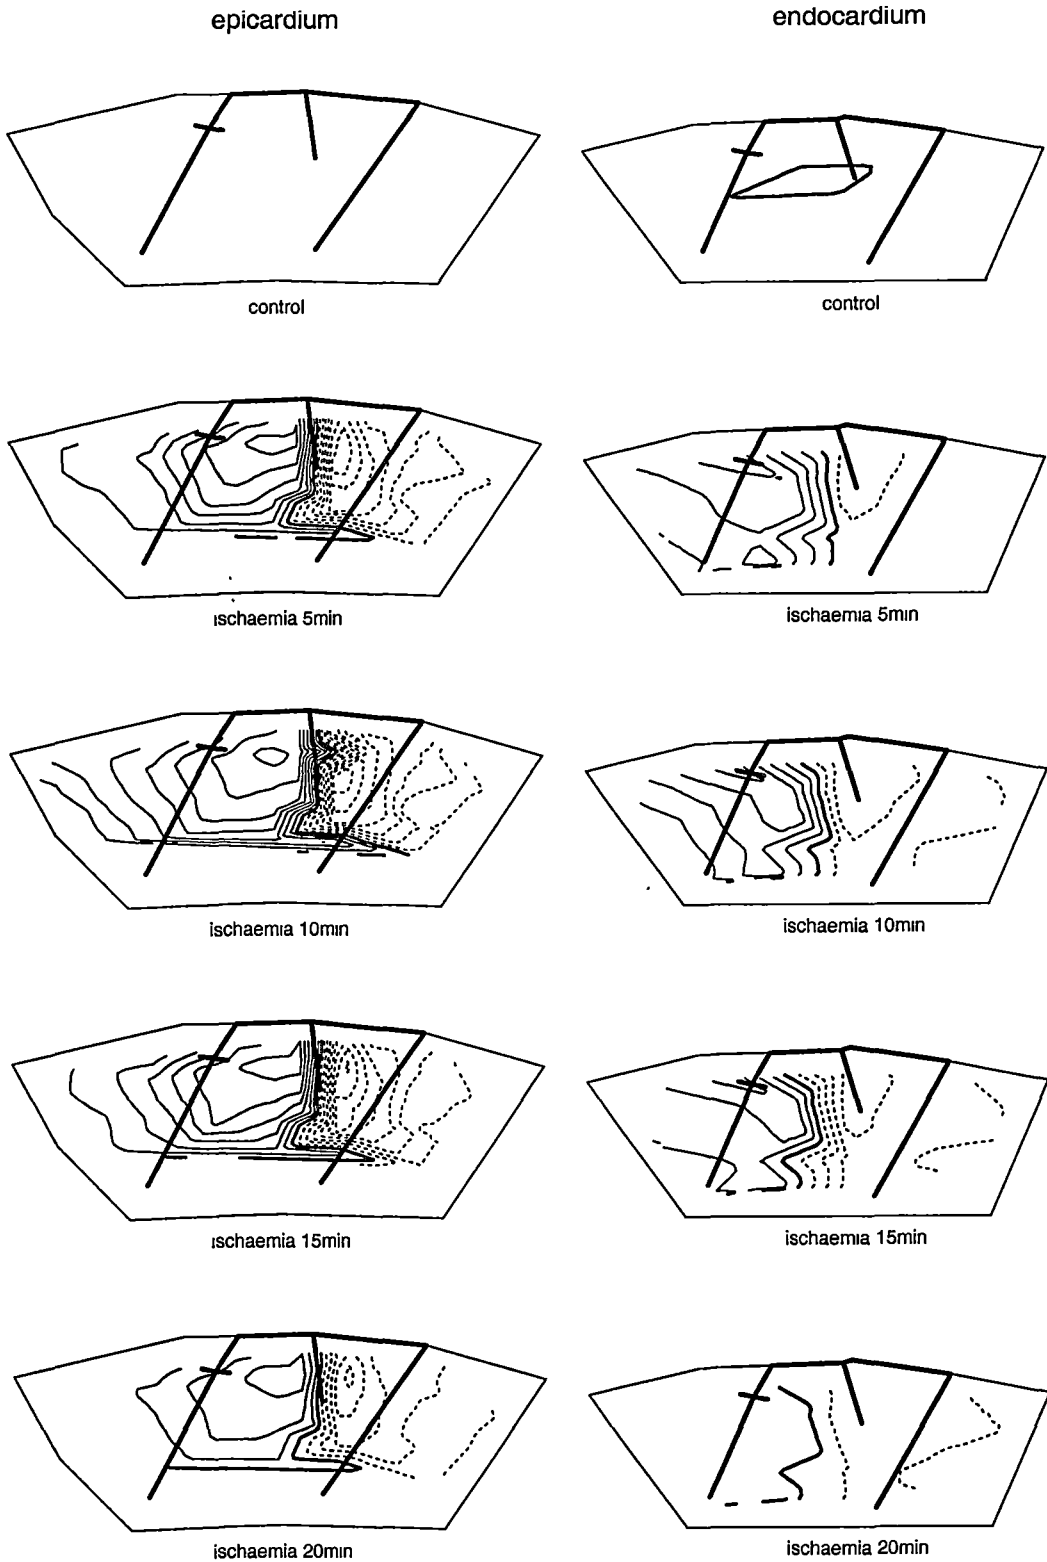 epicardium endocardium
control control
ischaemia 5min ischaemia 5min
ischaemia 10min ischaemia 10min
ischaemia 15min ischaemia 15min
ischaemia 20min ischaemia 20min